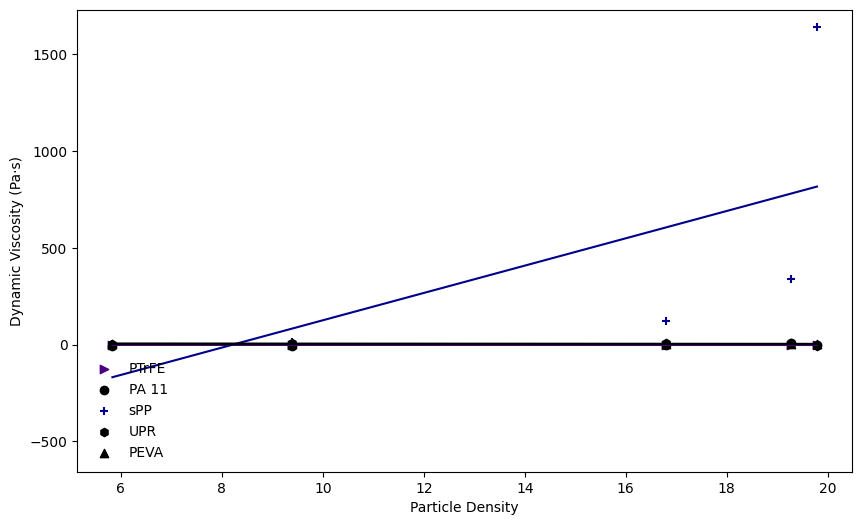 1500
1000
500
0
−500
Dynamic Viscosity (Pa·s)
PTrFE
PA 11
sPP
UPR
PEVA
6 8 10 12 14 16 18 20
Particle Density